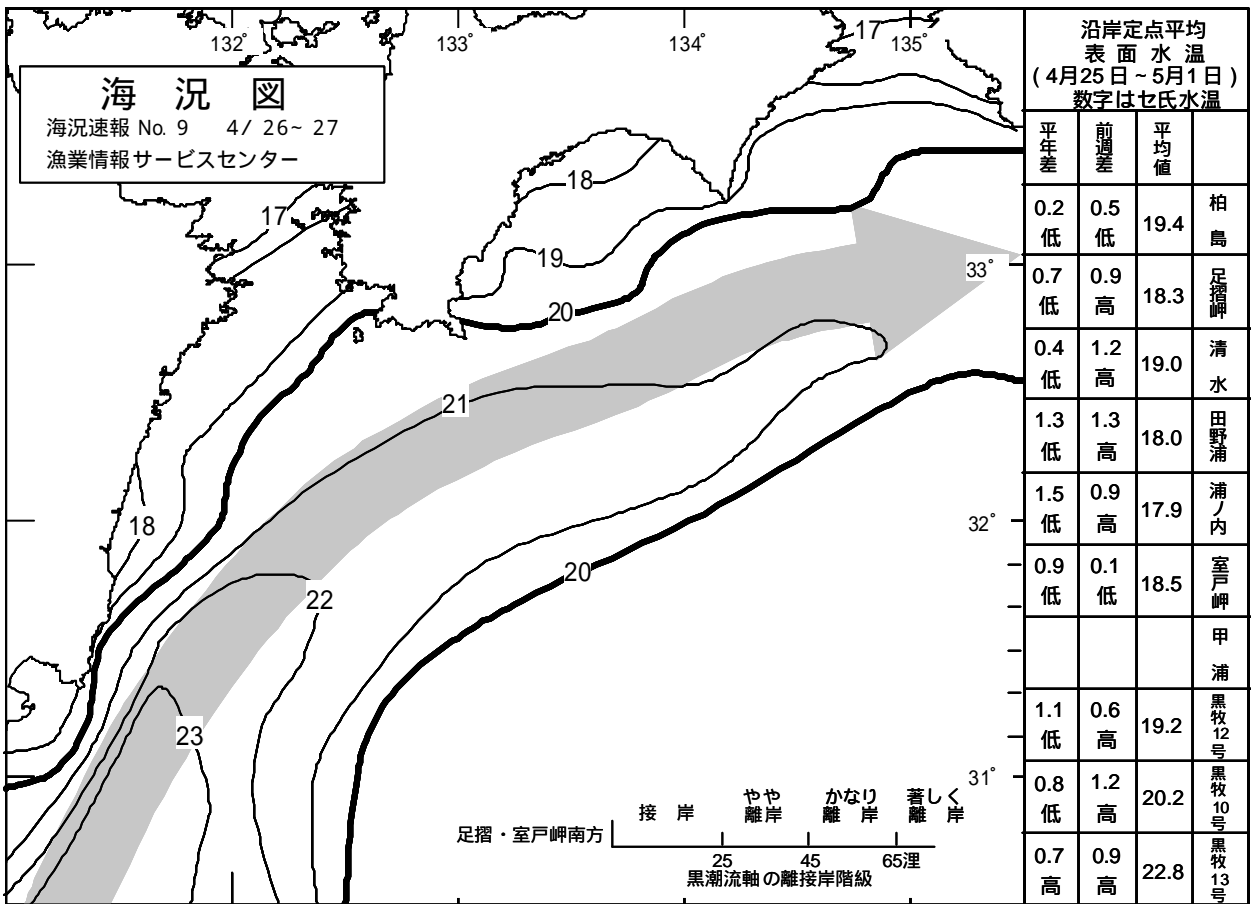 海況図
海況速報 No. 9 4/ 26~ 27
漁業情報サービスセンター
132°
133°
134°
135°
17
17
18
19
20
33°
21
18
32°
20
22
23
31°
接岸 やや離岸 かなり離岸 著しく離岸
足摺・室戸岬南方
25 45 65浬
黒潮流軸の離接岸階級
沿岸定点平均
表面水温
(4月25日~5月1日)
数字はセ氏水温
平年差 前週差 平均値
0.2低 0.5低 19.4 柏島
0.7低 0.9高 18.3 足摺岬
0.4低 1.2高 19.0 清水
1.3低 1.3高 18.0 田野浦
1.5低 0.9高 17.9 浦ノ内
0.9低 0.1低 18.5 室戸岬
甲浦
1.1低 0.6高 19.2 黒牧12号
0.8低 1.2高 20.2 黒牧10号
0.7高 0.9高 22.8 黒牧13号